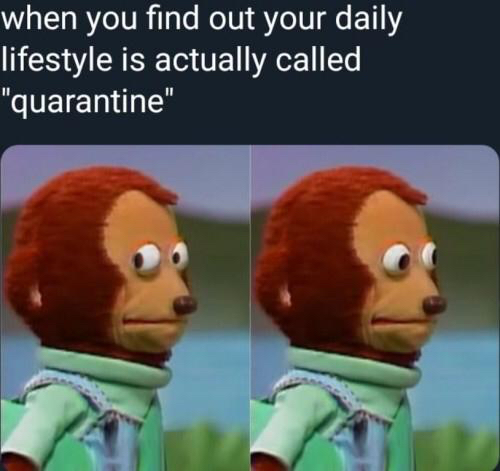 when you find out your daily
lifestyle is actually called
"quarantine"